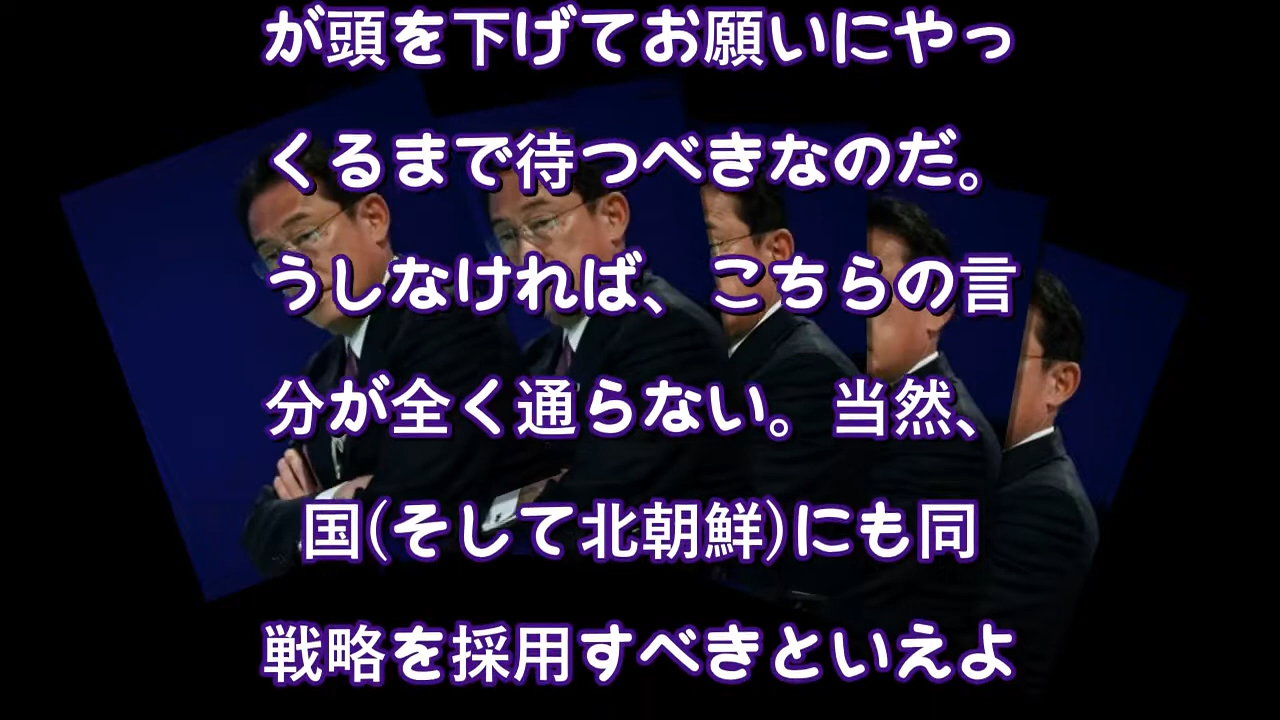 が頭を下げてお願いにやっ
くるまで待つべきなのだ。
うしなければ、こちらの言
分が全く通らない。当然、
国(そして北朝鮮)にも同
戦略を採用すべきといえよ